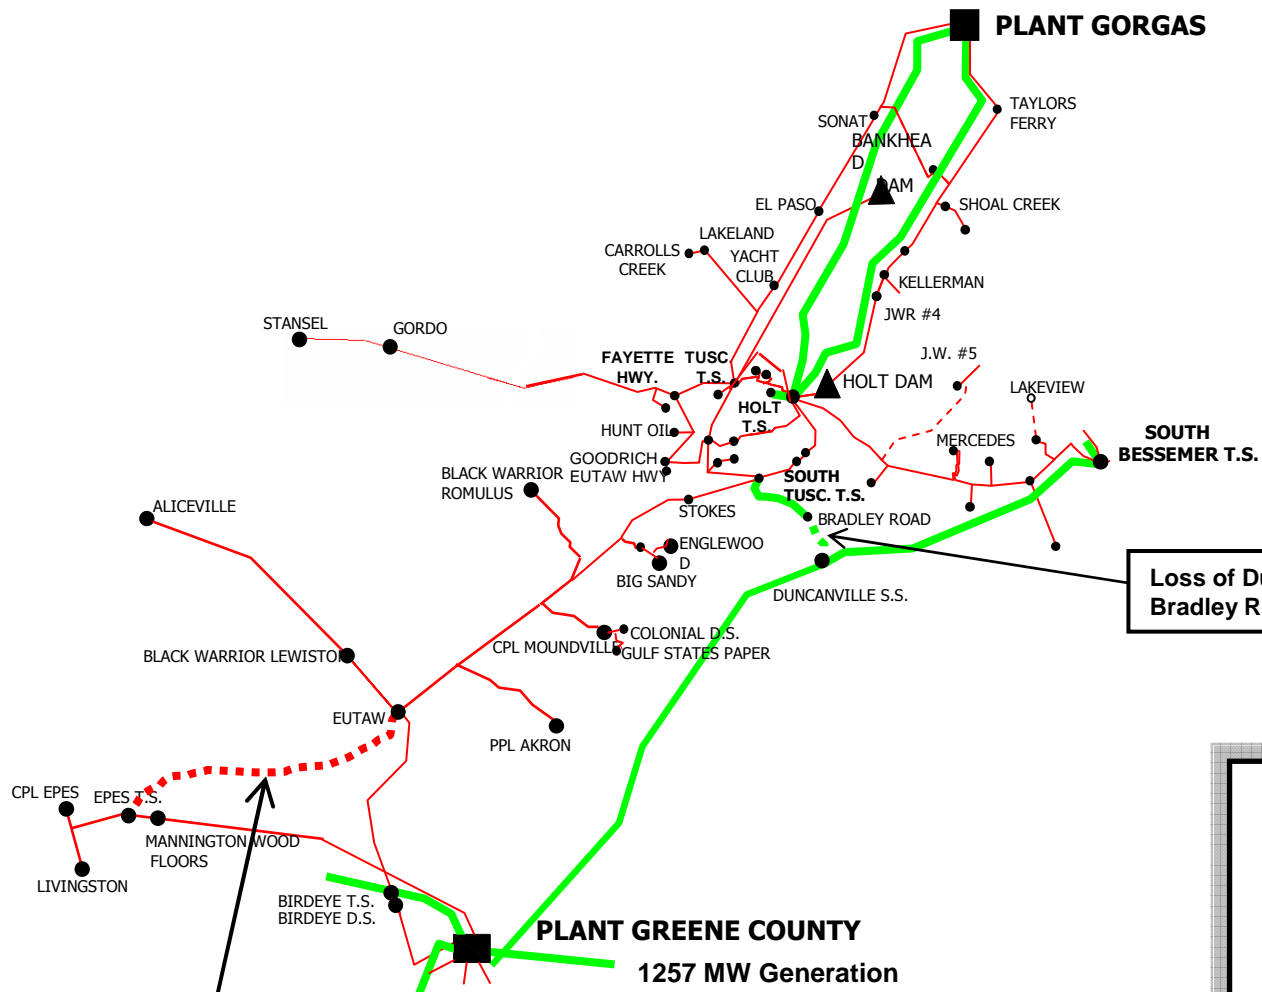 PLANT GORGAS
TAYLORS
FERRY
SONAT
BANKHEA
D
DAM
EL PASO
SHOAL CREEK
LAKELAND
CARROLLS
CREEK
YACHT
CLUB
KELLERMAN
JWR #4
STANSEL
GORDO
FAYETTE
HWY.
TUSC
T.S.
J.W. #5
HOLT DAM
LAKEVIEW
HOLT
T.S.
HUNT OIL
MERCEDES
SOUTH
BESSEMER T.S.
GOODRICH
EUTAW HWY
BLACK WARRIOR
ROMULUS
SOUTH
TUSC. T.S.
ALICEVILLE
STOKES
BRADLEY ROAD
ENGLEWOO
D
BIG SANDY
DUNCANVILLE S.S.
Loss of Du
Bradley R
COLONIAL D.S.
CPL MOUNDVILL
GULF STATES PAPER
BLACK WARRIOR LEWISTO
EUTAW
PPL AKRON
CPL EPES
EPES T.S.
MANNINGTON WOOD
FLOORS
LIVINGSTON
BIRDEYE T.S.
BIRDEYE D.S.
PLANT GREENE COUNTY
1257 MW Generation